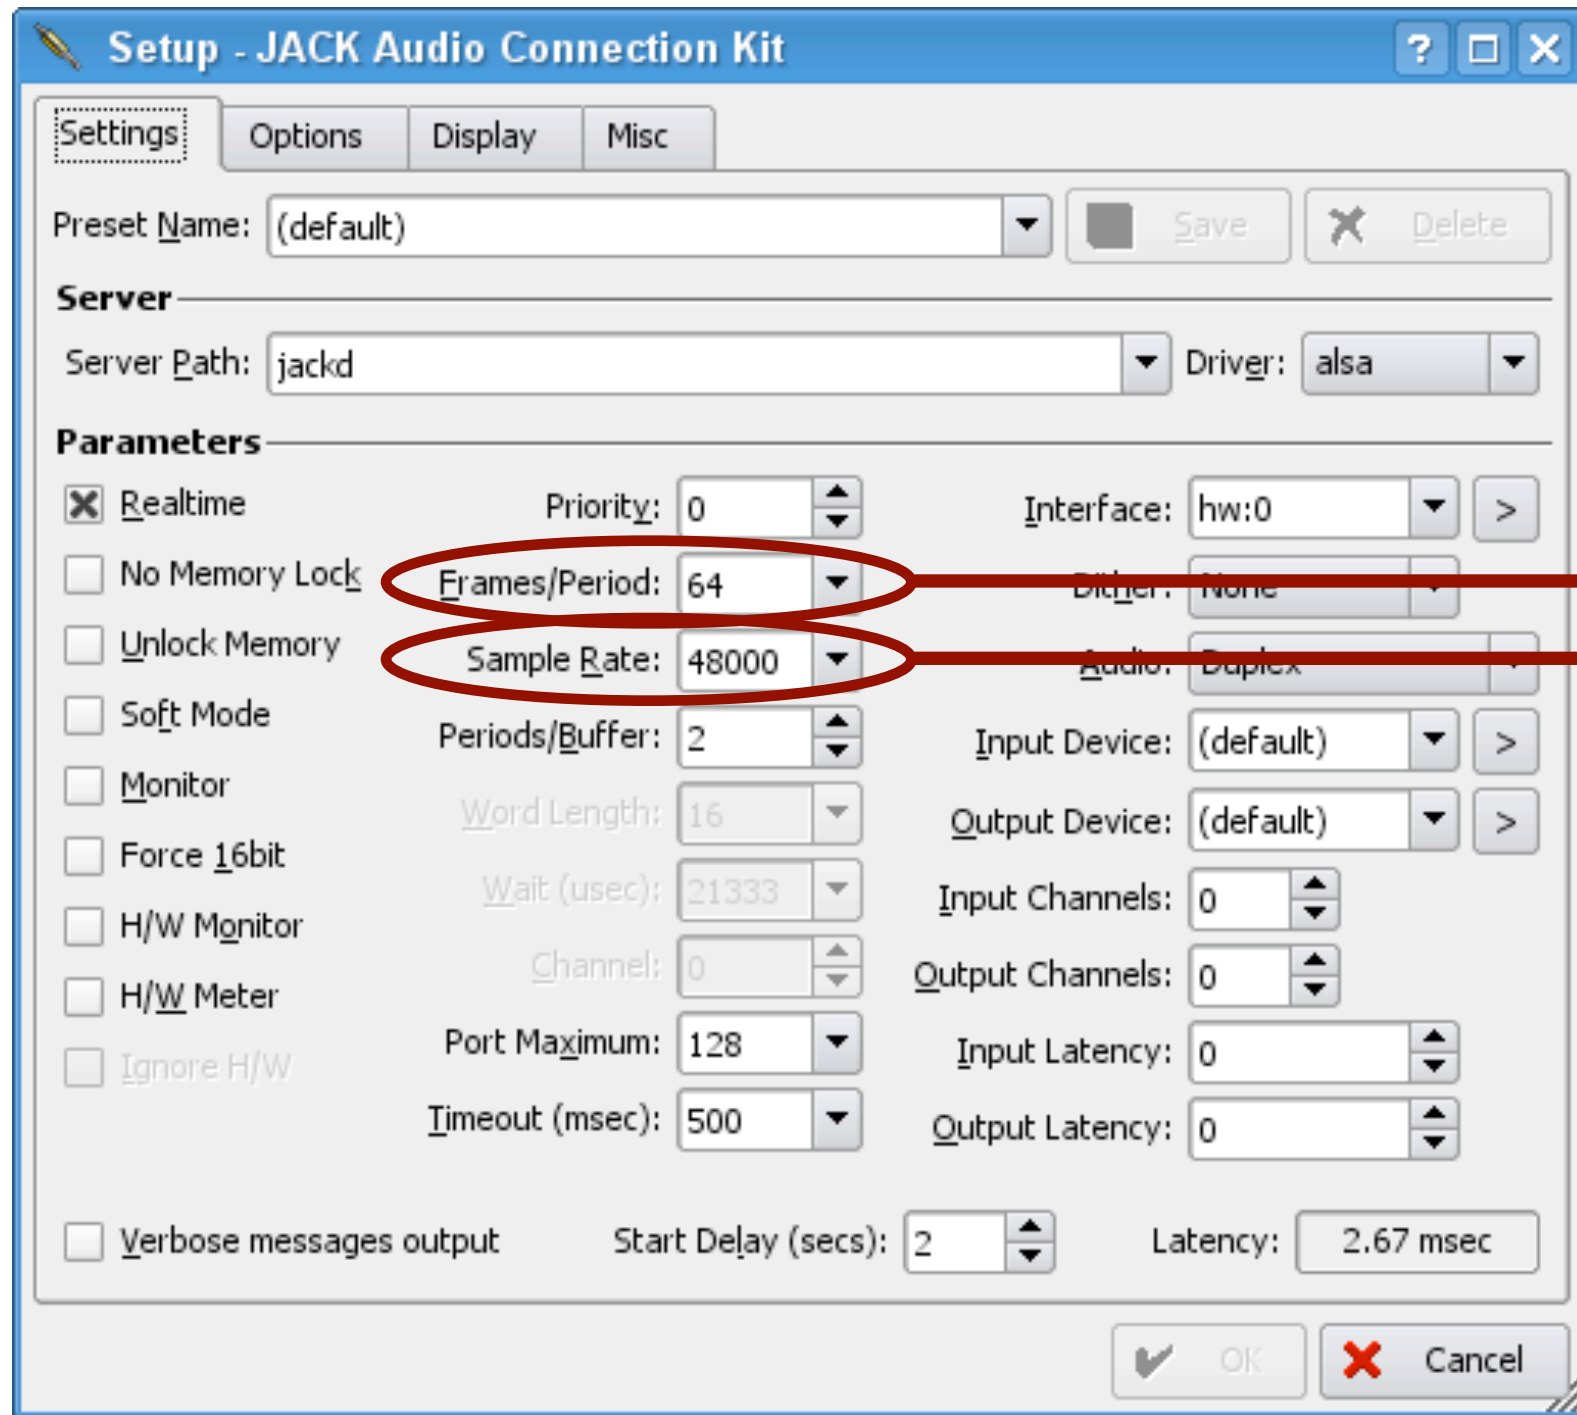 Setup - JACK Audio Connection Kit
Settings Options Display Misc
Preset Name: (default) Save Delete
Server
Server Path: jackd Driver: alsa
Parameters
Realtime Priority: 0 Interface: hw:0 >
No Memory Lock Frames/Period: 64 Dither: None
Unlock Memory Sample Rate: 48000 Audio: Duplex
Soft Mode Periods/Buffer: 2 Input Device: (default) >
Monitor Word Length: 16 Output Device: (default) >
Force 16bit Wait (usec): 21333 Input Channels: 0
H/W Monitor Channel: 0 Output Channels: 0
H/W Meter Port Maximum: 128 Input Latency: 0
Ignore H/W Timeout (msec): 500 Output Latency: 0
Verbose messages output Start Delay (secs): 2 Latency: 2.67 msec
OK Cancel